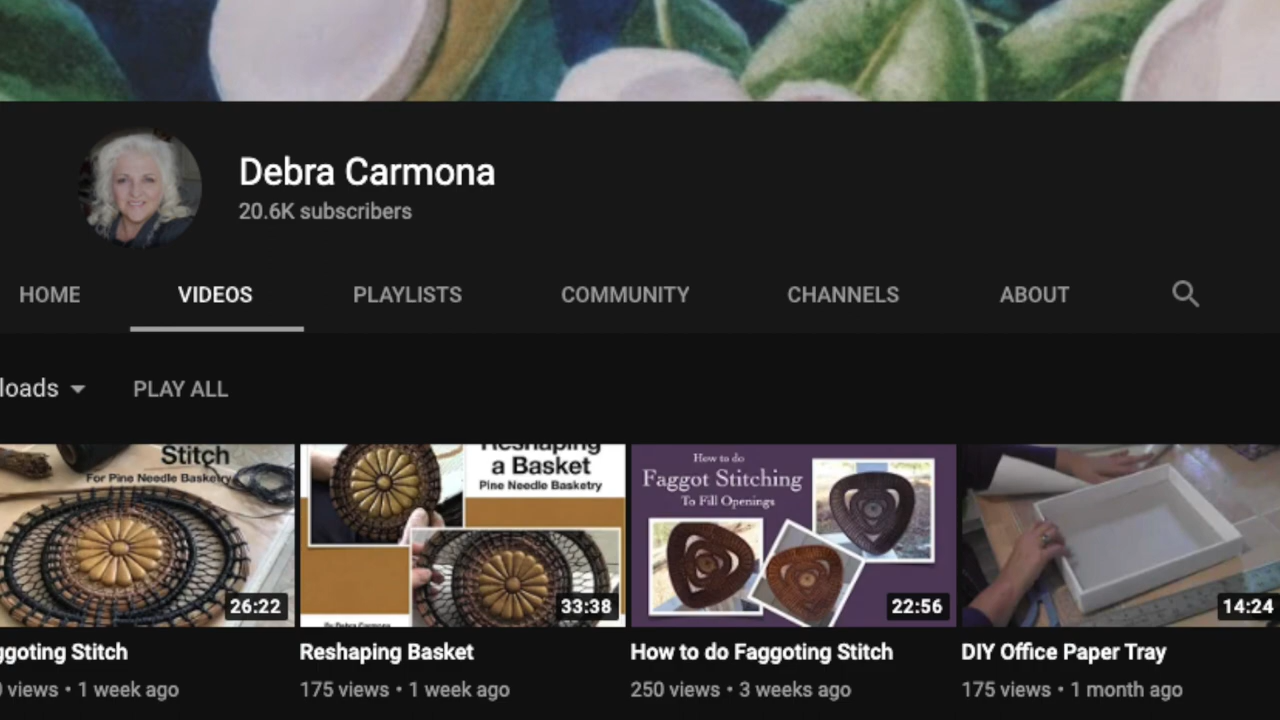 Debra Carmona
20.6K subscribers
HOME
VIDEOS
PLAYLISTS
COMMUNITY
CHANNELS
ABOUT
loads
PLAY ALL
Stitch
For Pine Needle Basketry
26:22
Reshaping
a Basket
Pine Needle Basketry
By Debra Carmona
33:38
How to do
Faggot Stitching
To Fill Openings
22:56
14:24
ggoting Stitch
Reshaping Basket
How to do Faggoting Stitch
DIY Office Paper Tray
views • 1 week ago
175 views • 1 week ago
250 views • 3 weeks ago
175 views • 1 month ago